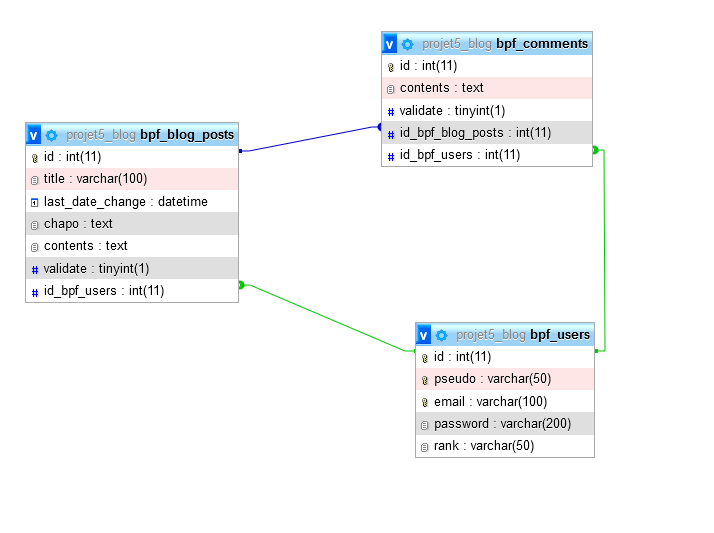 v projet5_blog bpf_comments
id : int(11)
contents : text
validate : tinyint(1)
id_bpf_blog_posts : int(11)
id_bpf_users : int(11)
v projet5_blog bpf_blog_posts
id : int(11)
title : varchar(100)
last_date_change : datetime
chapo : text
contents : text
validate : tinyint(1)
id_bpf_users : int(11)
v projet5_blog bpf_users
id : int(11)
pseudo : varchar(50)
email : varchar(100)
password : varchar(200)
rank : varchar(50)